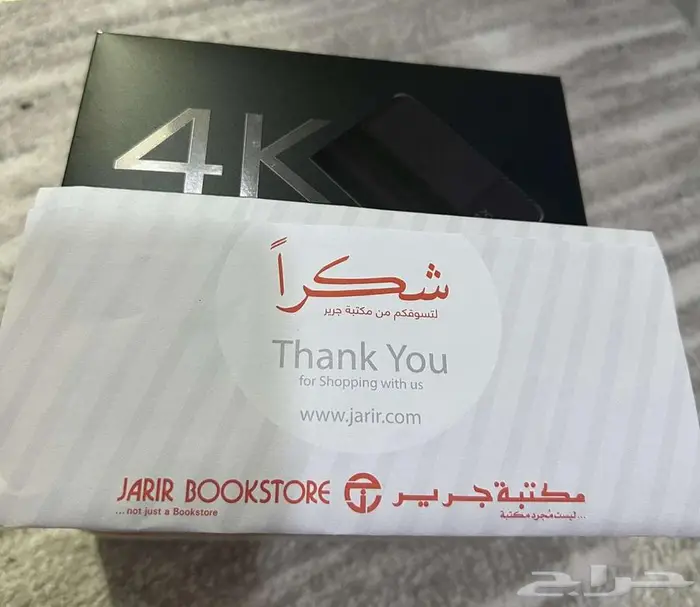 4K
شكراً
لتسوقكم من مكتبة جرير
Thank You
for Shopping with us
www.jarir.com
JARIR BOOKSTORE مكتبة جرير
...not just a Bookstore ...ليست مجرد مكتبة
حراج